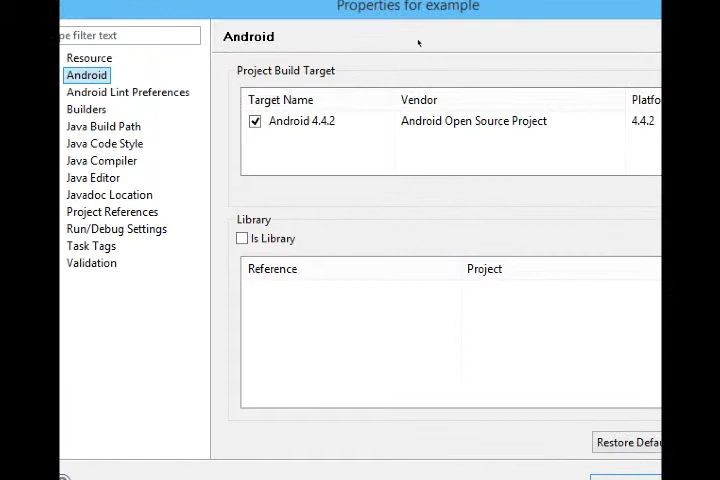 Properties for example
pe filter text
Android
Resource
Android
Android Lint Preferences
Builders
Java Build Path
Java Code Style
Java Compiler
Java Editor
Javadoc Location
Project References
Run/Debug Settings
Task Tags
Validation
Project Build Target
Target Name Vendor Platfo
Android 4.4.2 Android Open Source Project 4.4.2
Library
Is Library
Reference Project
Restore Defau